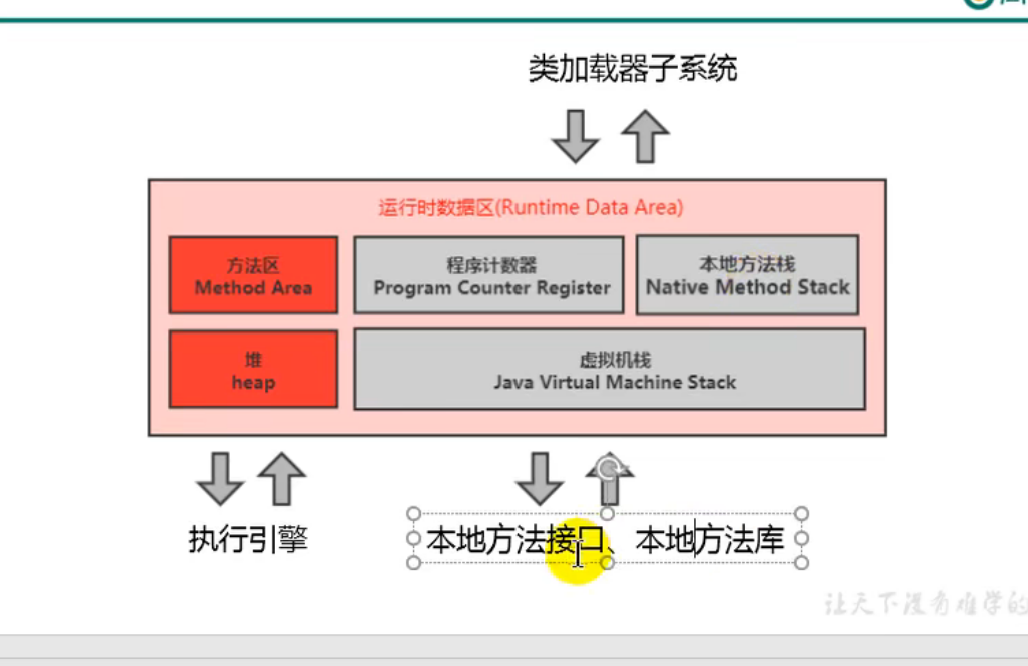 类加载器子系统
运行时数据区(Runtime Data Area)
方法区
Method Area
程序计数器
Program Counter Register
本地方法栈
Native Method Stack
堆
heap
虚拟机栈
Java Virtual Machine Stack
执行引擎
本地方法接口、本地方法库
让天下没有难学的